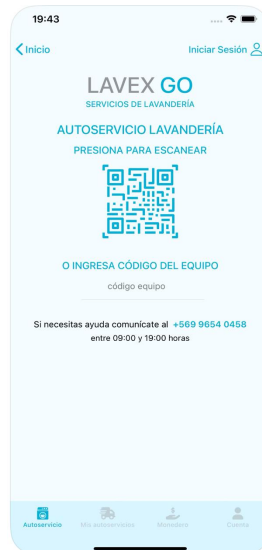 19:43
Inicio
Iniciar Sesión
LAVEX GO
SERVICIOS DE LAVANDERÍA
AUTOSERVICIO LAVANDERÍA
PRESIONA PARA ESCANEAR
O INGRESA CÓDIGO DEL EQUIPO
código equipo
Si necesitas ayuda comunícate al +569 9654 0458
entre 09:00 y 19:00 horas
Autoservicio Mis autoservicios Monedero Cuenta